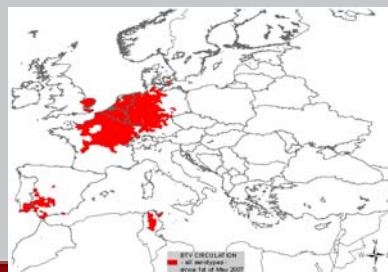 BTV CIRCULATION
- all serotypes -
since 1st of May 2007